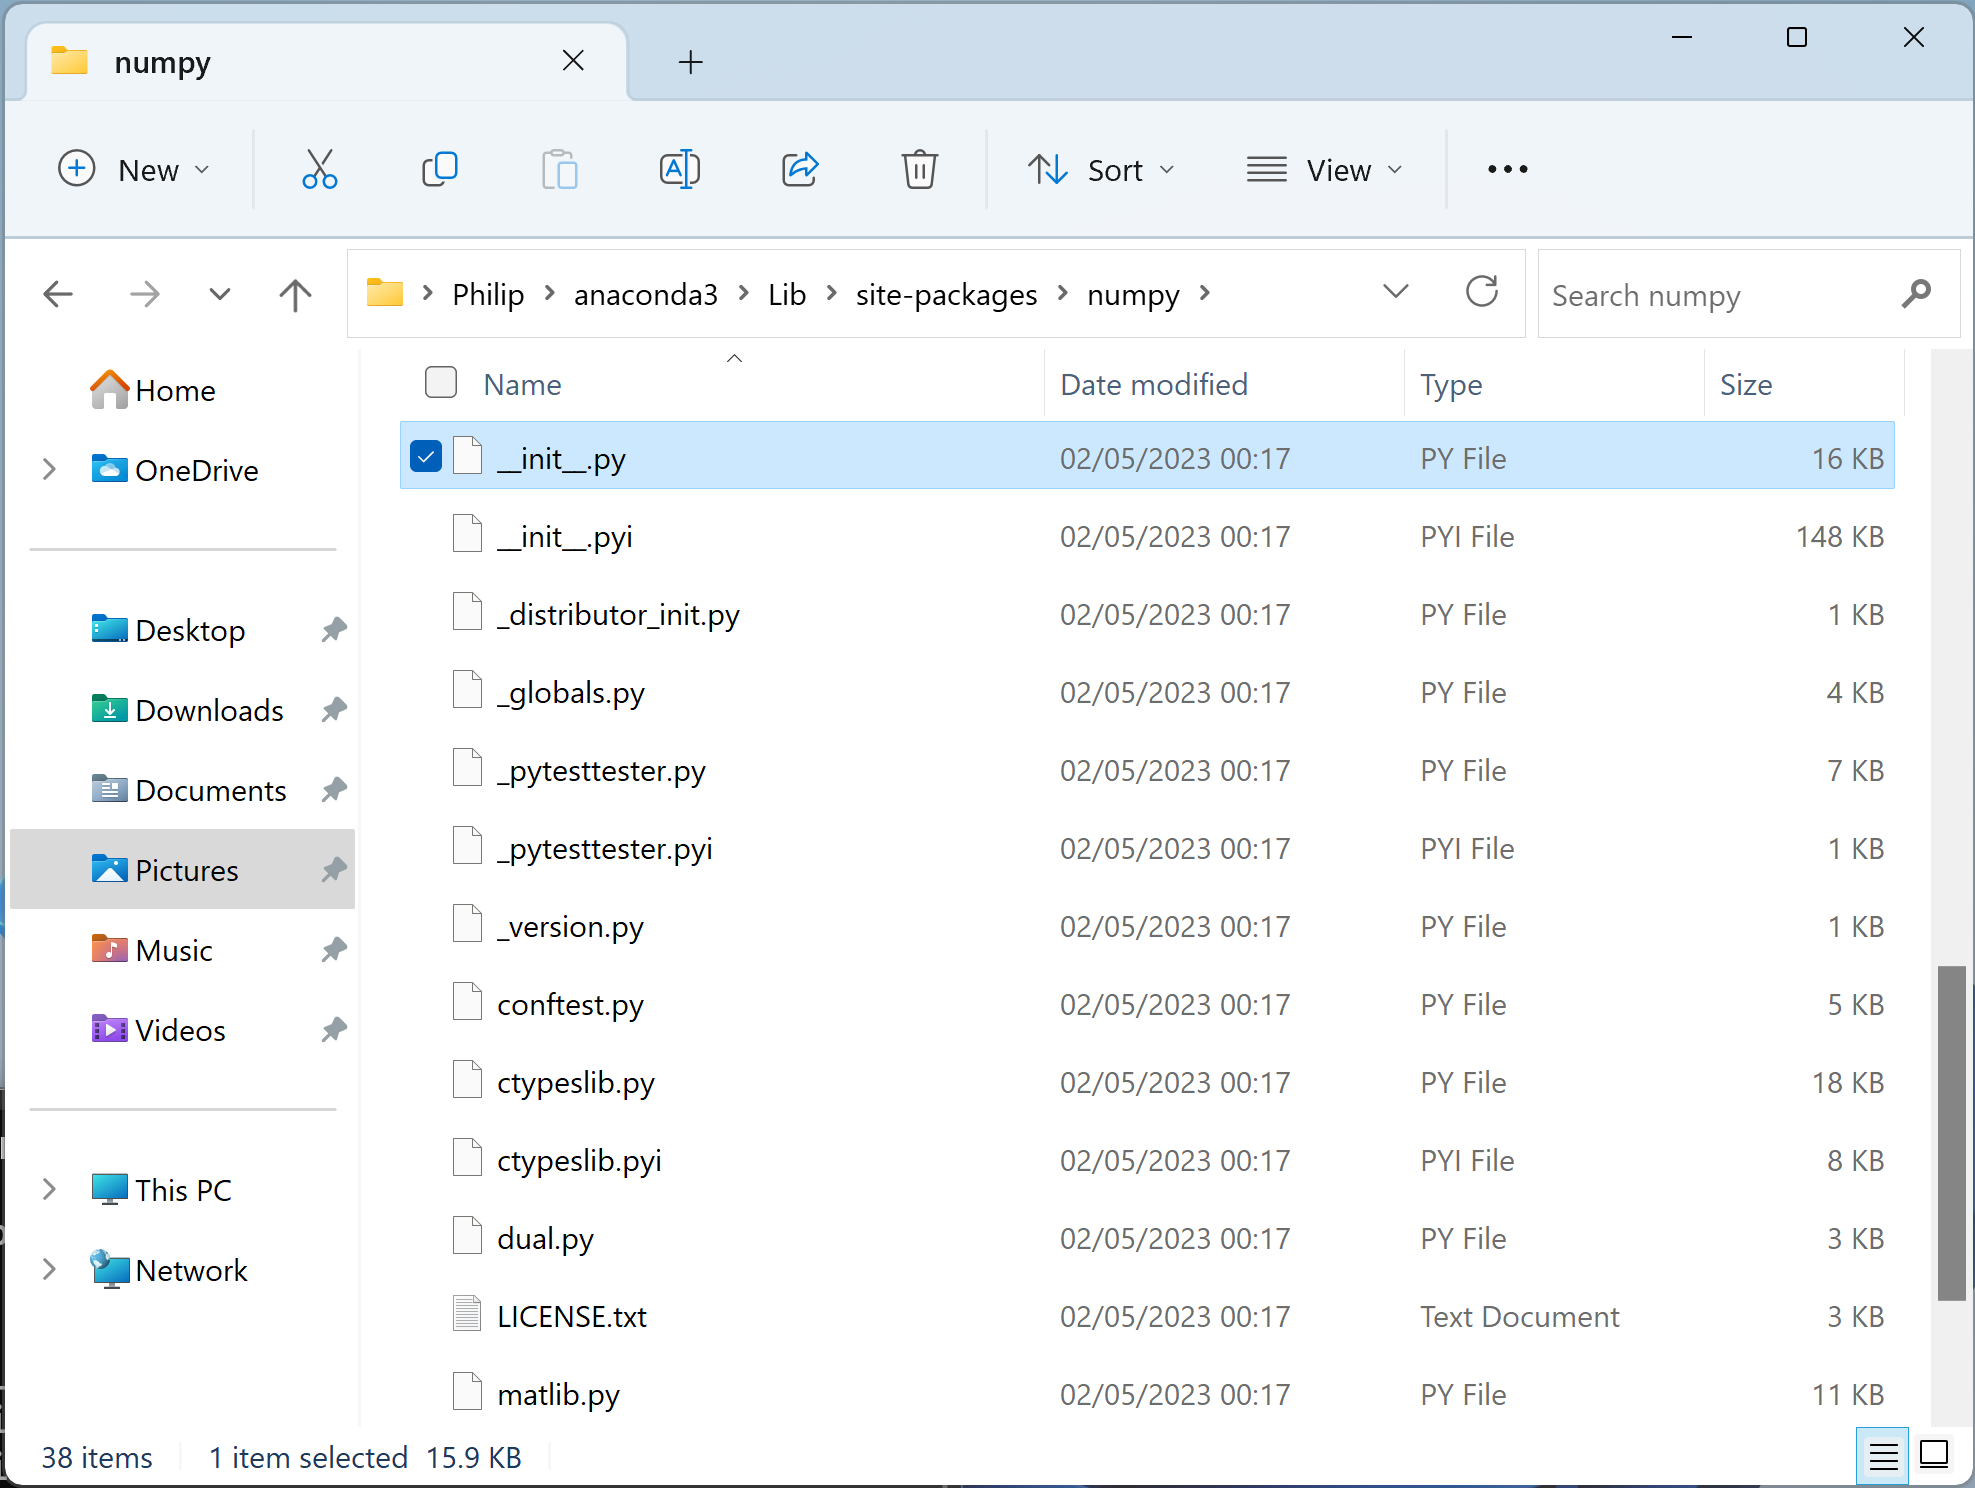 numpy
New
Sort
View
Philip
anaconda3
Lib
site-packages
numpy
Search numpy
Home
OneDrive
Desktop
Downloads
Documents
Pictures
Music
Videos
This PC
Network
Name Date modified Type Size
__init__.py 02/05/2023 00:17 PY File 16 KB
__init__.pyi 02/05/2023 00:17 PYI File 148 KB
_distributor_init.py 02/05/2023 00:17 PY File 1 KB
_globals.py 02/05/2023 00:17 PY File 4 KB
_pytesttester.py 02/05/2023 00:17 PY File 7 KB
_pytesttester.pyi 02/05/2023 00:17 PYI File 1 KB
_version.py 02/05/2023 00:17 PY File 1 KB
conftest.py 02/05/2023 00:17 PY File 5 KB
ctypeslib.py 02/05/2023 00:17 PY File 18 KB
ctypeslib.pyi 02/05/2023 00:17 PYI File 8 KB
dual.py 02/05/2023 00:17 PY File 3 KB
LICENSE.txt 02/05/2023 00:17 Text Document 3 KB
matlib.py 02/05/2023 00:17 PY File 11 KB
38 items 1 item selected 15.9 KB